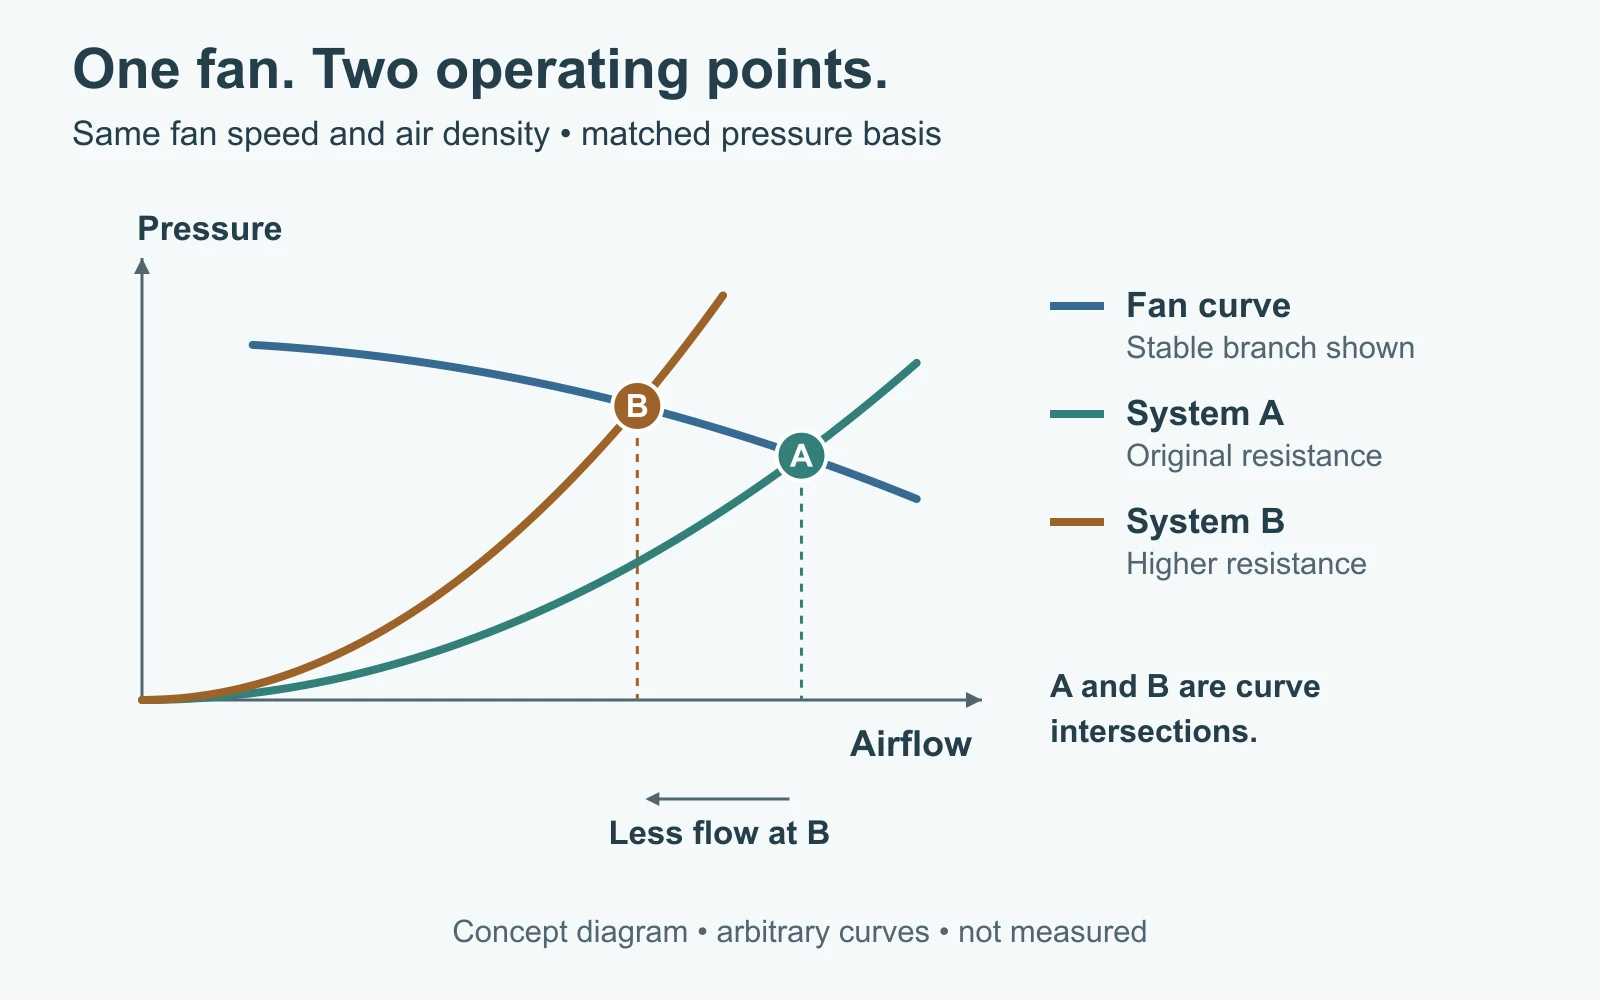 One fan. Two operating points.
Same fan speed and air density • matched pressure basis
Pressure
B
A
Airflow
Less flow at B
Fan curve
Stable branch shown
System A
Original resistance
System B
Higher resistance
A and B are curve
intersections.
Concept diagram • arbitrary curves • not measured